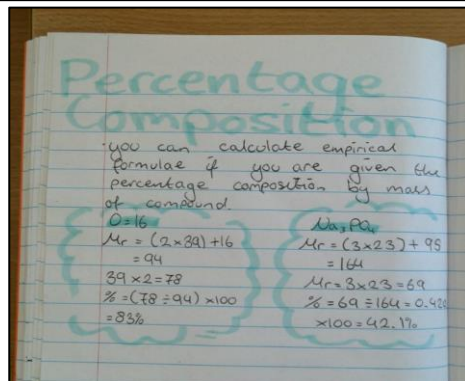 Percentage
Composition
· you can calculate empirical
formulae if you are given the
percentage composition by mass
of compound.
O=16
Mr = (2×39)+16
= 94
39 × 2 = 78
% = (78 ÷ 94) ×100
= 83%
Na₃PO₄
Mr = (3×23) + 95
= 164
Mr = 3×23 = 69
% = 69 ÷ 164 = 0.420
×100 = 42.1%